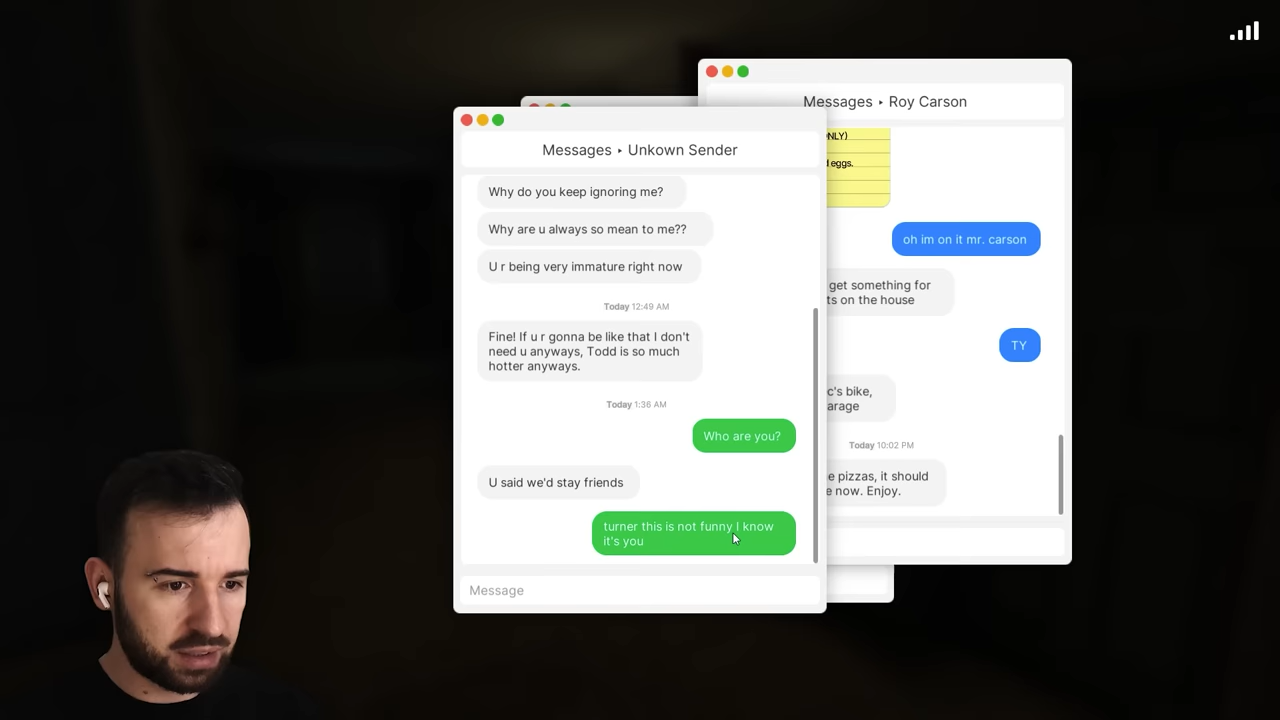 Messages ‣ Roy Carson
Messages ‣ Unkown Sender
Why do you keep ignoring me?
Why are u always so mean to me??
U r being very immature right now
Today 12:49 AM
Fine! If u r gonna be like that I don't
need u anyways, Todd is so much
hotter anyways.
Today 1:36 AM
Who are you?
U said we'd stay friends
turner this is not funny I know
it's you
Message
eggs.
oh im on it mr. carson
get something for
on the house
TY
bike,
Today 10:02 PM
pizzas, it should
now. Enjoy.